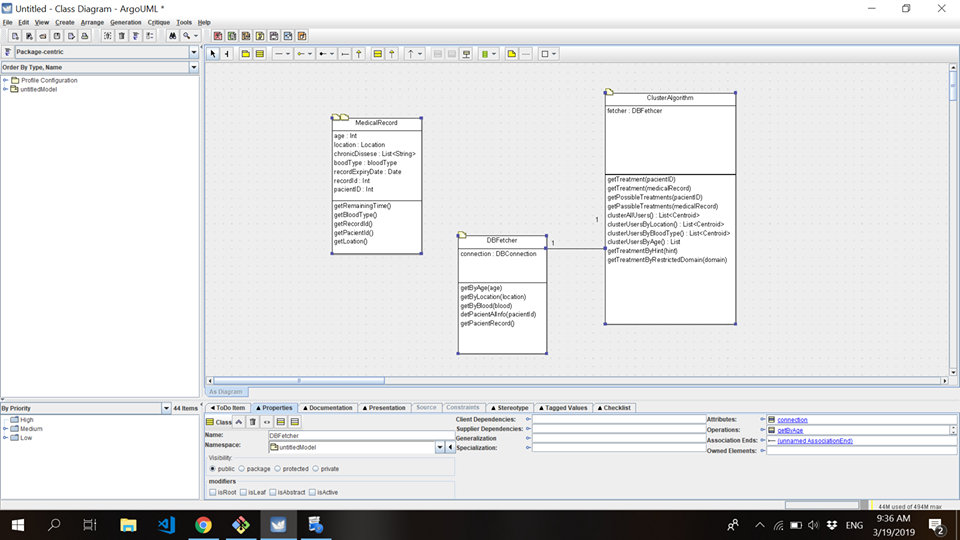 Untitled - Class Diagram - ArgoUML *
File Edit View Create Arrange Generation Critique Tools Help
Package-centric
Order By Type, Name
Profile Configuration
untitledModel
MedicalRecord
age : Int
location : Location
chronicDissese : List<String>
boodType : bloodType
recordExpiryDate : Date
recordId : Int
pacientID : Int
getRemainingTime()
getBloodType()
getRecordId()
getPacientId()
getLoation()
DBFetcher
connection : DBConnection
getByAge(age)
getByLocation(location)
getByBlood(blood)
detPacientAllInfo(pacientId)
getPacientRecord()
1
1
ClusterAlgorithm
fetcher : DBFethcer
getTreatment(pacientID)
getTreatment(medicalRecord)
getPossibleTreatments(pacientID)
getPassibleTreatments(medicalRecord)
clusterAllUsers() : List<Centroid>
clusterUsersByLocation() : List<Centroid>
clusterUsersByBloodType() : List<Centroid>
clusterUsersByAge() : List
getTreatmentByHint(hint)
getTreatmentByRestrictedDomain(domain)
As Diagram
By Priority
44 Items
High
Medium
Low
ToDo Item Properties Documentation Presentation Source Constraints Stereotype Tagged Values Checklist
Class
Name: DBFetcher
Namespace: untitledModel
Visibility:
public package protected private
modifiers
isRoot isLeaf isAbstract isActive
Client Dependencies:
Supplier Dependencies:
Generalization
Specialization:
Attributes: connection
Operations: getByAge
Association Ends: (unnamed AssociationEnd)
Owned Elements:
44M used of 494M max
ENG
9:36 AM
3/19/2019
2